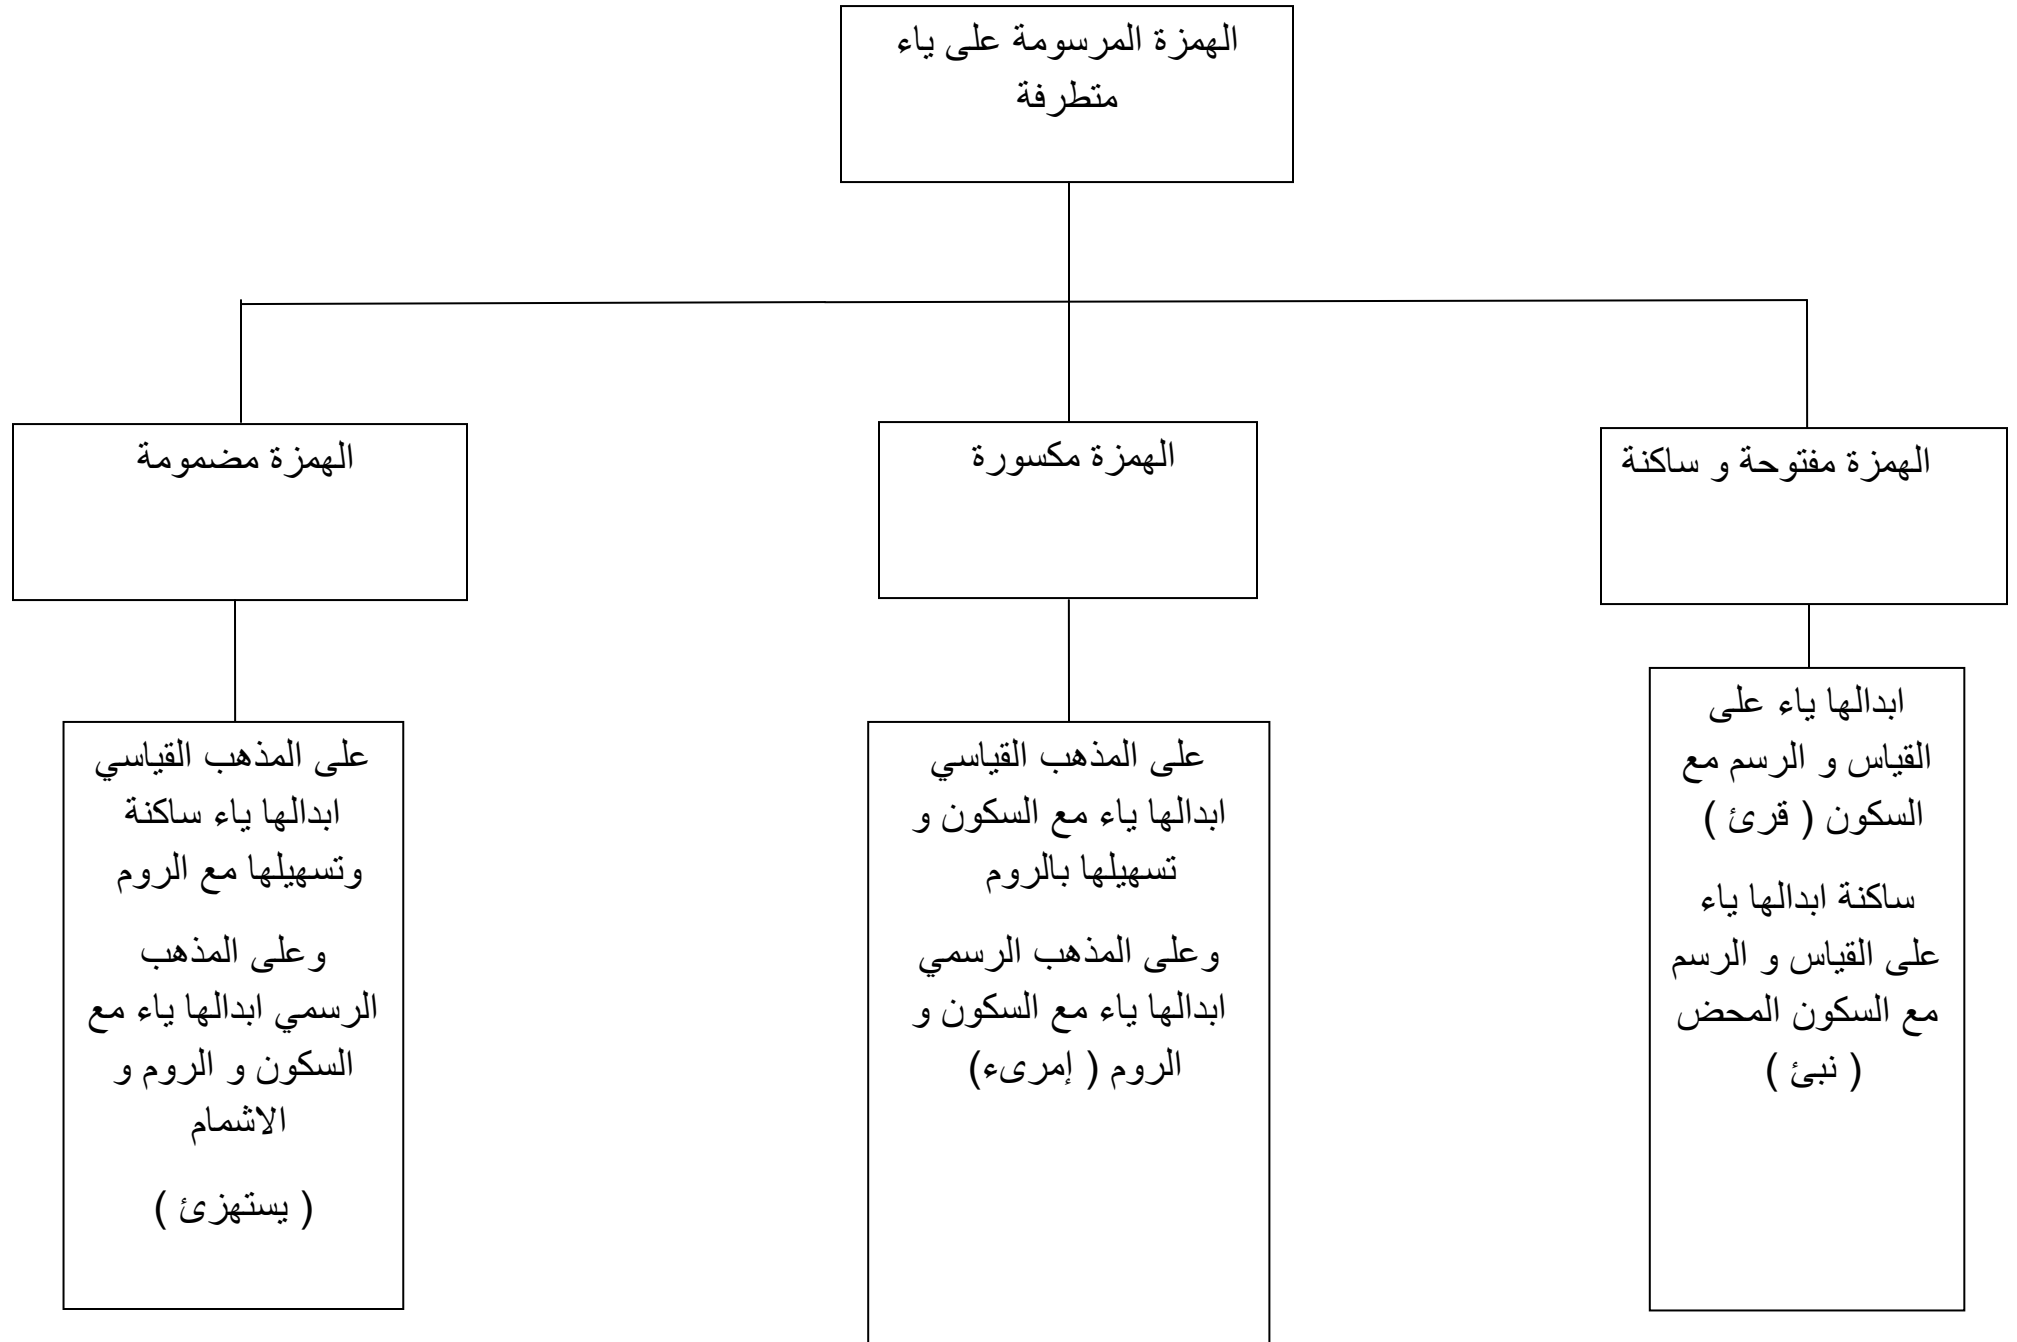 الهمزة المرسومة على ياء
متطرفة
الهمزة مفتوحة و ساكنة
الهمزة مكسورة
الهمزة مضمومة
ابدالها ياء على
القياس و الرسم مع
السكون ( قرئ )
ساكنة ابدالها ياء
على القياس و الرسم
مع السكون المحض
( نبئ )
على المذهب القياسي
ابدالها ياء مع السكون و
تسهيلها بالروم
وعلى المذهب الرسمي
ابدالها ياء مع السكون و
الروم ( إمرىء)
على المذهب القياسي
ابدالها ياء ساكنة
وتسهيلها مع الروم
وعلى المذهب
الرسمي ابدالها ياء مع
السكون و الروم و
الاشمام
( يستهزئ )